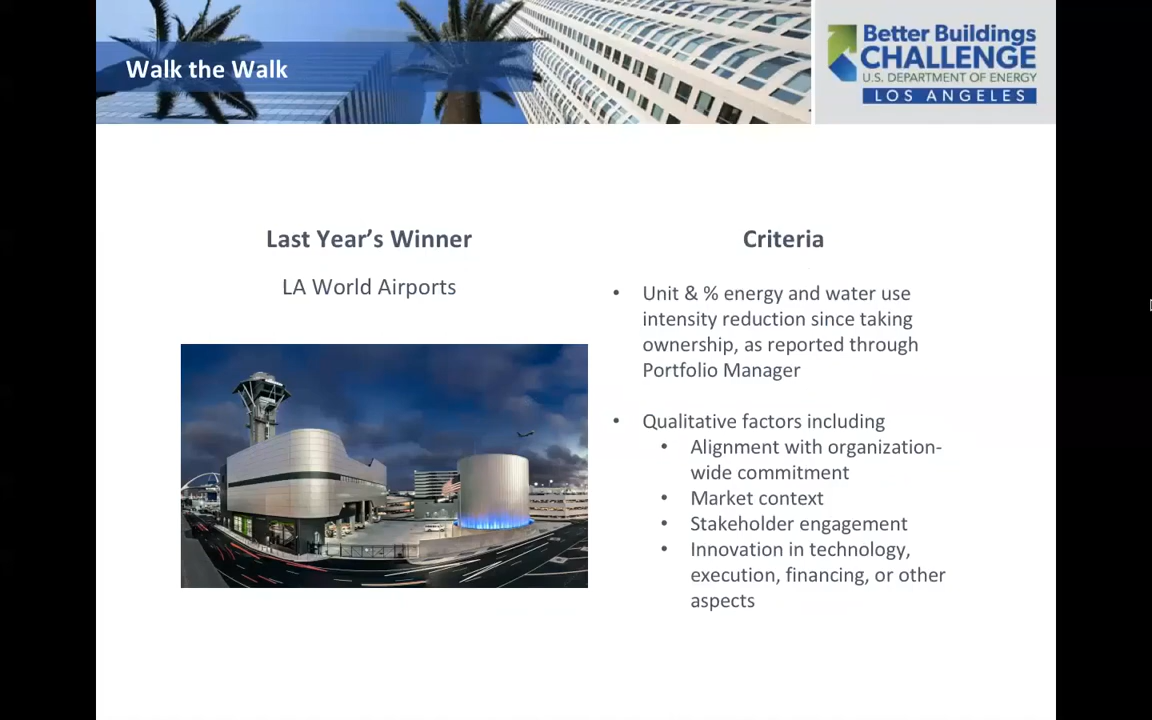 Walk the Walk
Better Buildings
CHALLENGE
U.S. DEPARTMENT OF ENERGY
LOS ANGELES
Last Year's Winner
LA World Airports
Criteria
• Unit & % energy and water use
intensity reduction since taking
ownership, as reported through
Portfolio Manager
• Qualitative factors including
• Alignment with organization-
wide commitment
• Market context
• Stakeholder engagement
• Innovation in technology,
execution, financing, or other
aspects